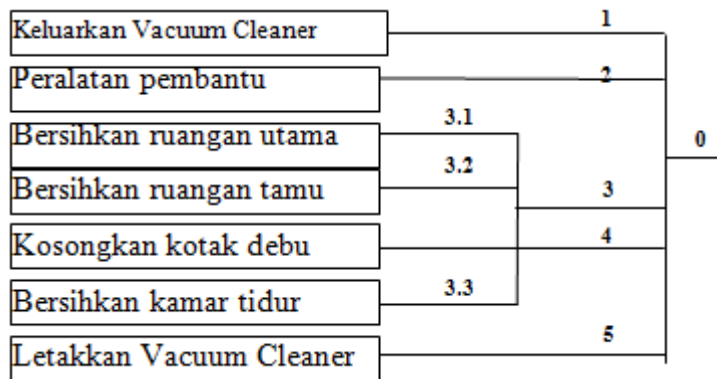 Keluarkan Vacuum Cleaner 1
Peralatan pembantu 2
Bersihkan ruangan utama 3.1
0
Bersihkan ruangan tamu 3.2
3
Kosongkan kotak debu 4
Bersihkan kamar tidur 3.3
Letakkan Vacuum Cleaner 5